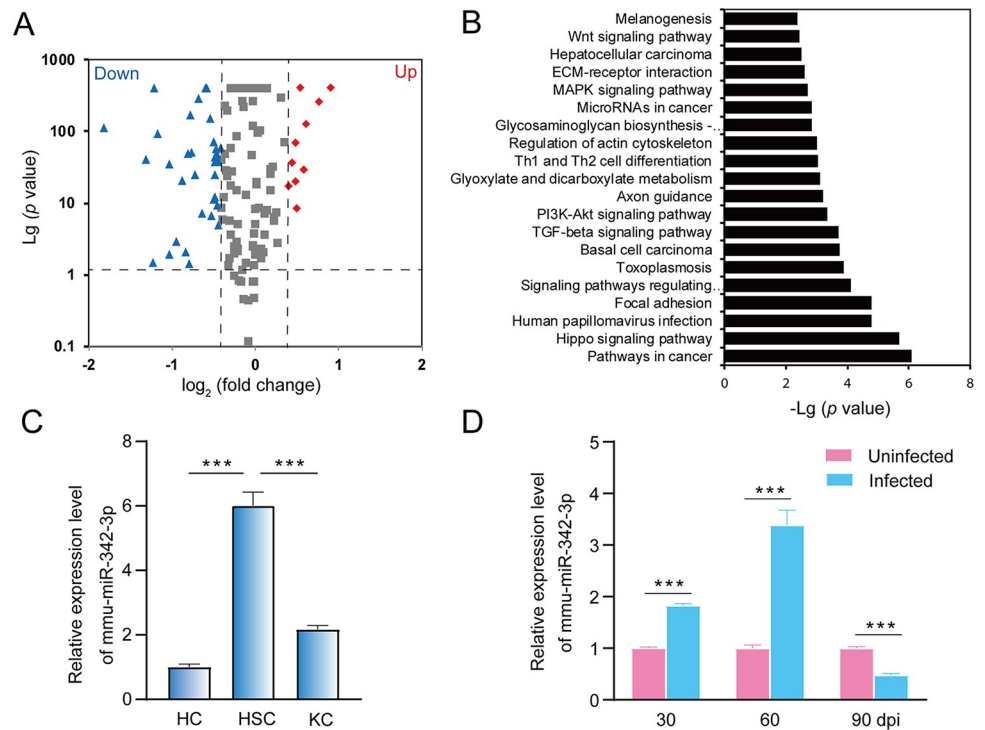 A
Lg (p value)
1000
100
10
1
0.1
Down
Up
-2
-1
0
1
2
log2 (fold change)
B
Melanogenesis
Wnt signaling pathway
Hepatocellular carcinoma
ECM-receptor interaction
MAPK signaling pathway
MicroRNAs in cancer
Glycosaminoglycan biosynthesis -...
Regulation of actin cytoskeleton
Th1 and Th2 cell differentiation
Glyoxylate and dicarboxylate metabolism
Axon guidance
PI3K-Akt signaling pathway
TGF-beta signaling pathway
Basal cell carcinoma
Toxoplasmosis
Signaling pathways regulating...
Focal adhesion
Human papillomavirus infection
Hippo signaling pathway
Pathways in cancer
0
2
4
6
8
-Lg (p value)
C
Relative expression level
of mmu-miR-342-3p
8
6
4
2
0
***
***
HC
HSC
KC
D
Relative expression level
of mmu-miR-342-3p
5
4
3
2
1
0
Uninfected
Infected
***
***
***
30
60
90 dpi